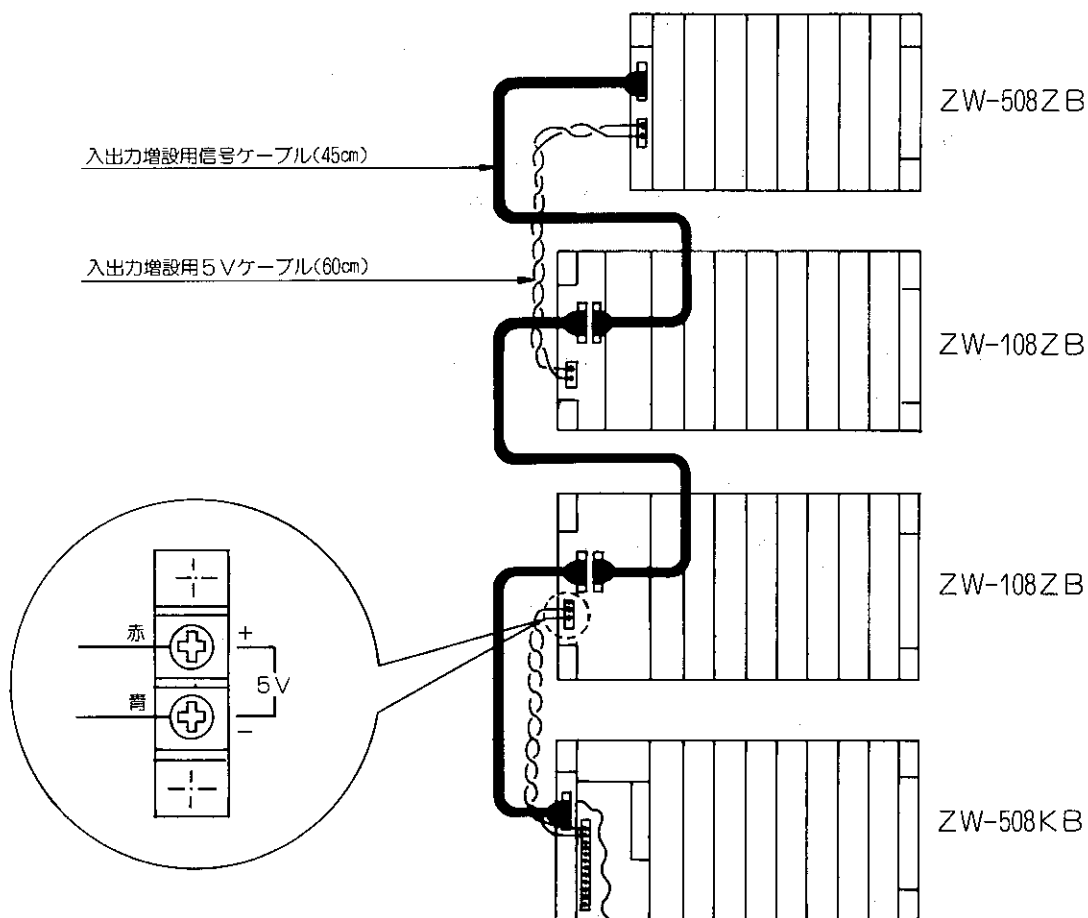 ZW-508ZB
入出力増設用信号ケーブル(45cm)
入出力増設用5Vケーブル(60cm)
ZW-108ZB
ZW-108ZB
赤
+
5V
青
−
ZW-508KB